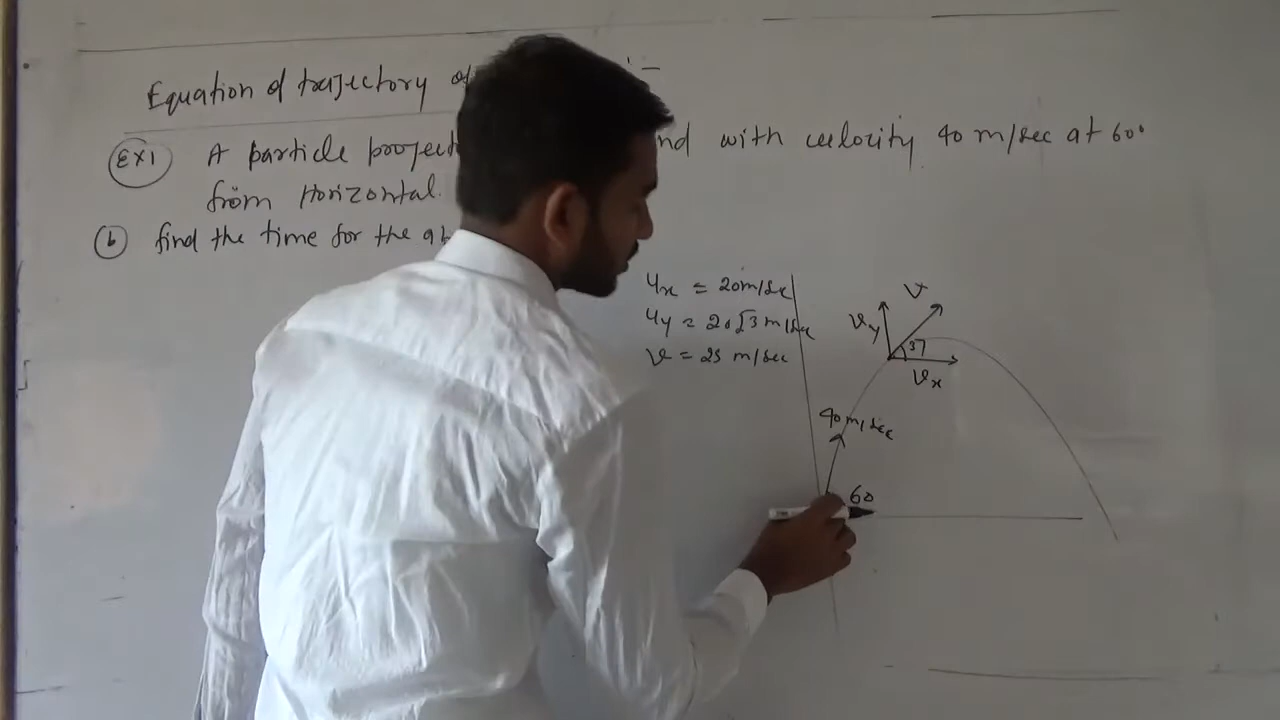 Equation of trajectory of
Ex1 A particle project nd with velocity 40 m/sec at 60°
from Horizontal.
b find the time for the ab
ux = 20 m/sec
uy = 20√3 m/sec
v = 25 m/sec
v
vy
37
vx
40 m/sec
60